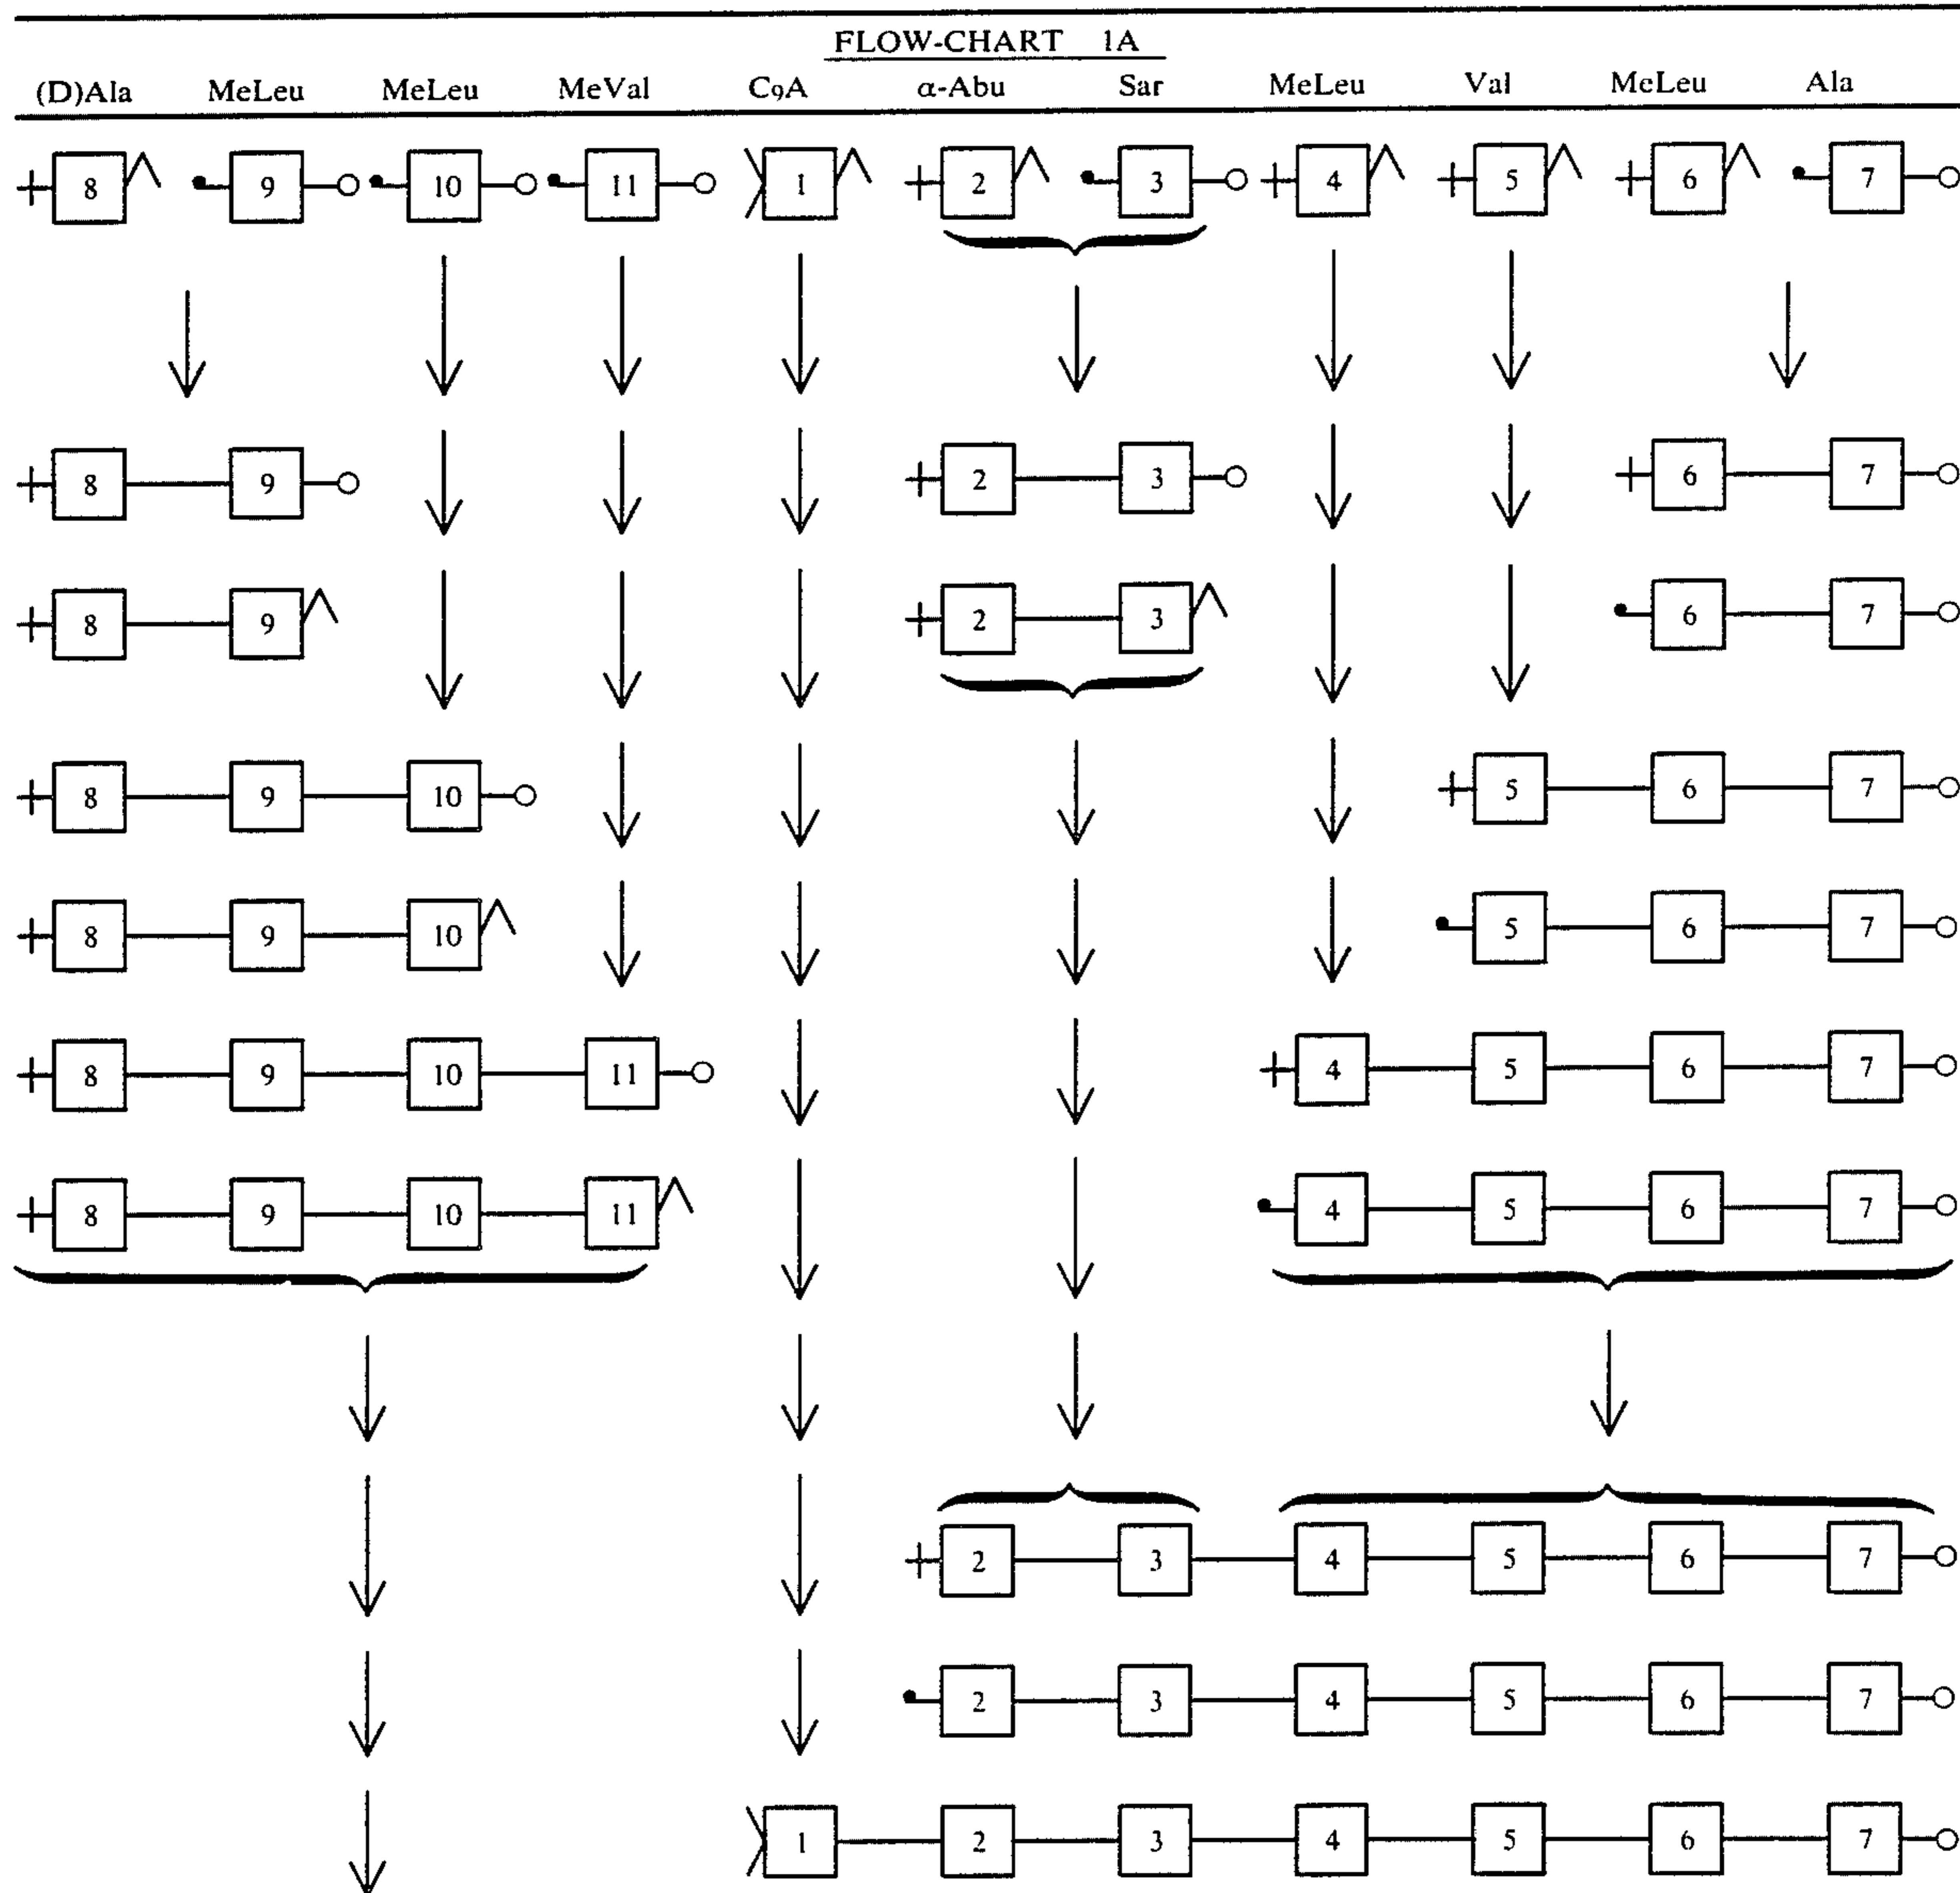 FLOW-CHART 1A
(D)Ala MeLeu MeLeu MeVal C9A α-Abu Sar MeLeu Val MeLeu Ala
8 9 10 11 1 2 3 4 5 6 7
8 9 2 3 6 7
8 9 2 3 6 7
8 9 10 5 6 7
8 9 10 5 6 7
8 9 10 11 4 5 6 7
8 9 10 11 4 5 6 7
2 3 4 5 6 7
2 3 4 5 6 7
1 2 3 4 5 6 7